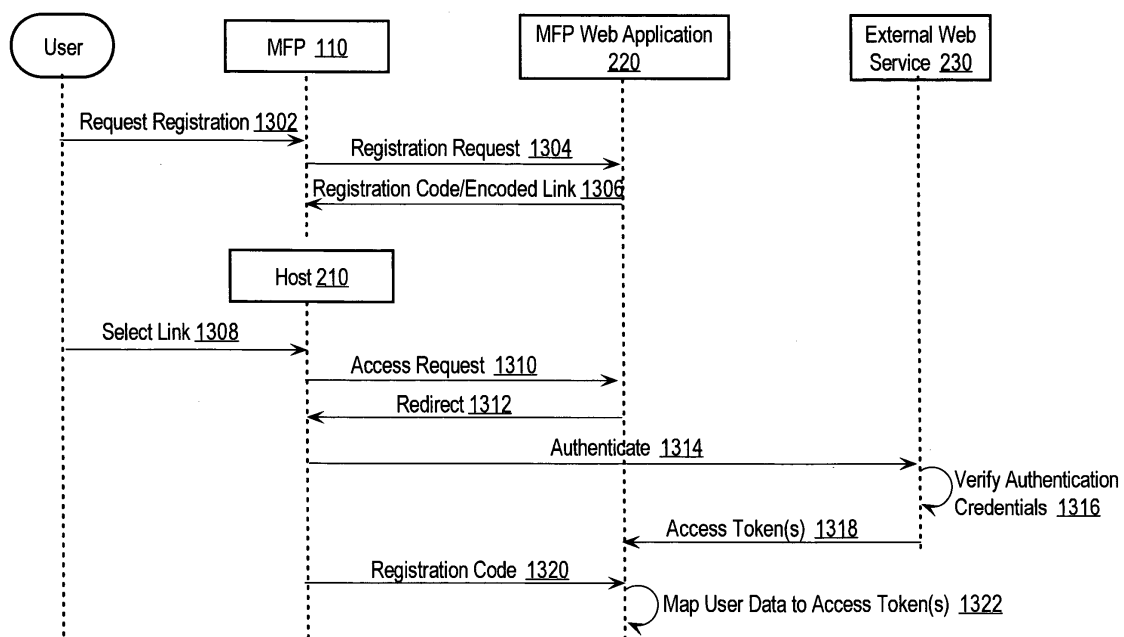 User
MFP 110
MFP Web Application
220
External Web
Service 230
Request Registration 1302
Registration Request 1304
Registration Code/Encoded Link 1306
Host 210
Select Link 1308
Access Request 1310
Redirect 1312
Authenticate 1314
Verify Authentication
Credentials 1316
Access Token(s) 1318
Registration Code 1320
Map User Data to Access Token(s) 1322